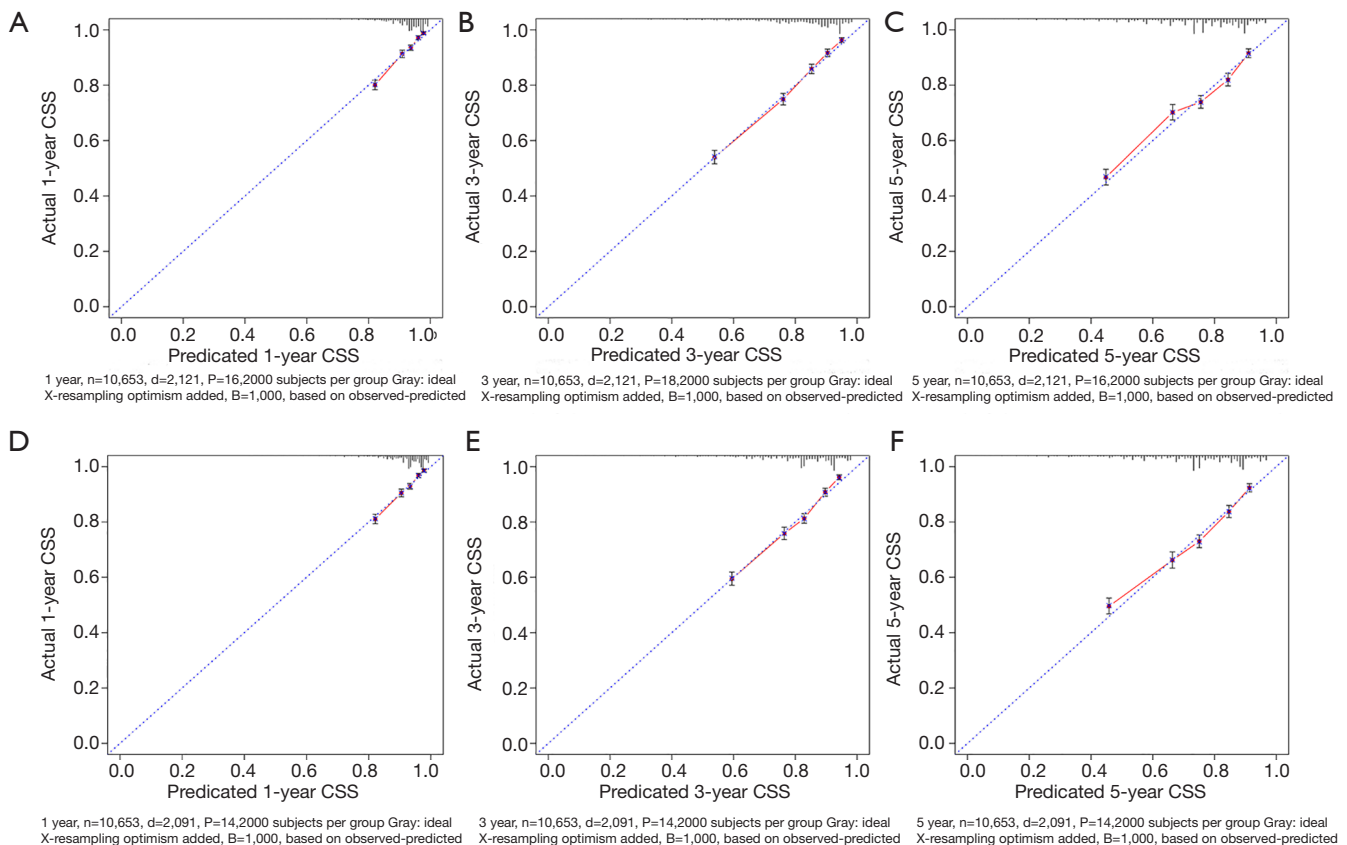 A
1.0
0.8
0.6
0.4
0.2
0.0
Actual 1-year CSS
0.0 0.2 0.4 0.6 0.8 1.0
Predicated 1-year CSS
1 year, n=10,653, d=2,121, P=16,2000 subjects per group Gray: ideal
X-resampling optimism added, B=1,000, based on observed-predicted
B
1.0
0.8
0.6
0.4
0.2
0.0
Actual 3-year CSS
0.0 0.2 0.4 0.6 0.8 1.0
Predicated 3-year CSS
3 year, n=10,653, d=2,121, P=18,2000 subjects per group Gray: ideal
X-resampling optimism added, B=1,000, based on observed-predicted
C
1.0
0.8
0.6
0.4
0.2
0.0
Actual 5-year CSS
0.0 0.2 0.4 0.6 0.8 1.0
Predicated 5-year CSS
5 year, n=10,653, d=2,121, P=16,2000 subjects per group Gray: ideal
X-resampling optimism added, B=1,000, based on observed-predicted
D
1.0
0.8
0.6
0.4
0.2
0.0
Actual 1-year CSS
0.0 0.2 0.4 0.6 0.8 1.0
Predicated 1-year CSS
1 year, n=10,653, d=2,091, P=14,2000 subjects per group Gray: ideal
X-resampling optimism added, B=1,000, based on observed-predicted
E
1.0
0.8
0.6
0.4
0.2
0.0
Actual 3-year CSS
0.0 0.2 0.4 0.6 0.8 1.0
Predicated 3-year CSS
3 year, n=10,653, d=2,091, P=14,2000 subjects per group Gray: ideal
X-resampling optimism added, B=1,000, based on observed-predicted
F
1.0
0.8
0.6
0.4
0.2
0.0
Actual 5-year CSS
0.0 0.2 0.4 0.6 0.8 1.0
Predicated 5-year CSS
5 year, n=10,653, d=2,091, P=14,2000 subjects per group Gray: ideal
X-resampling optimism added, B=1,000, based on observed-predicted